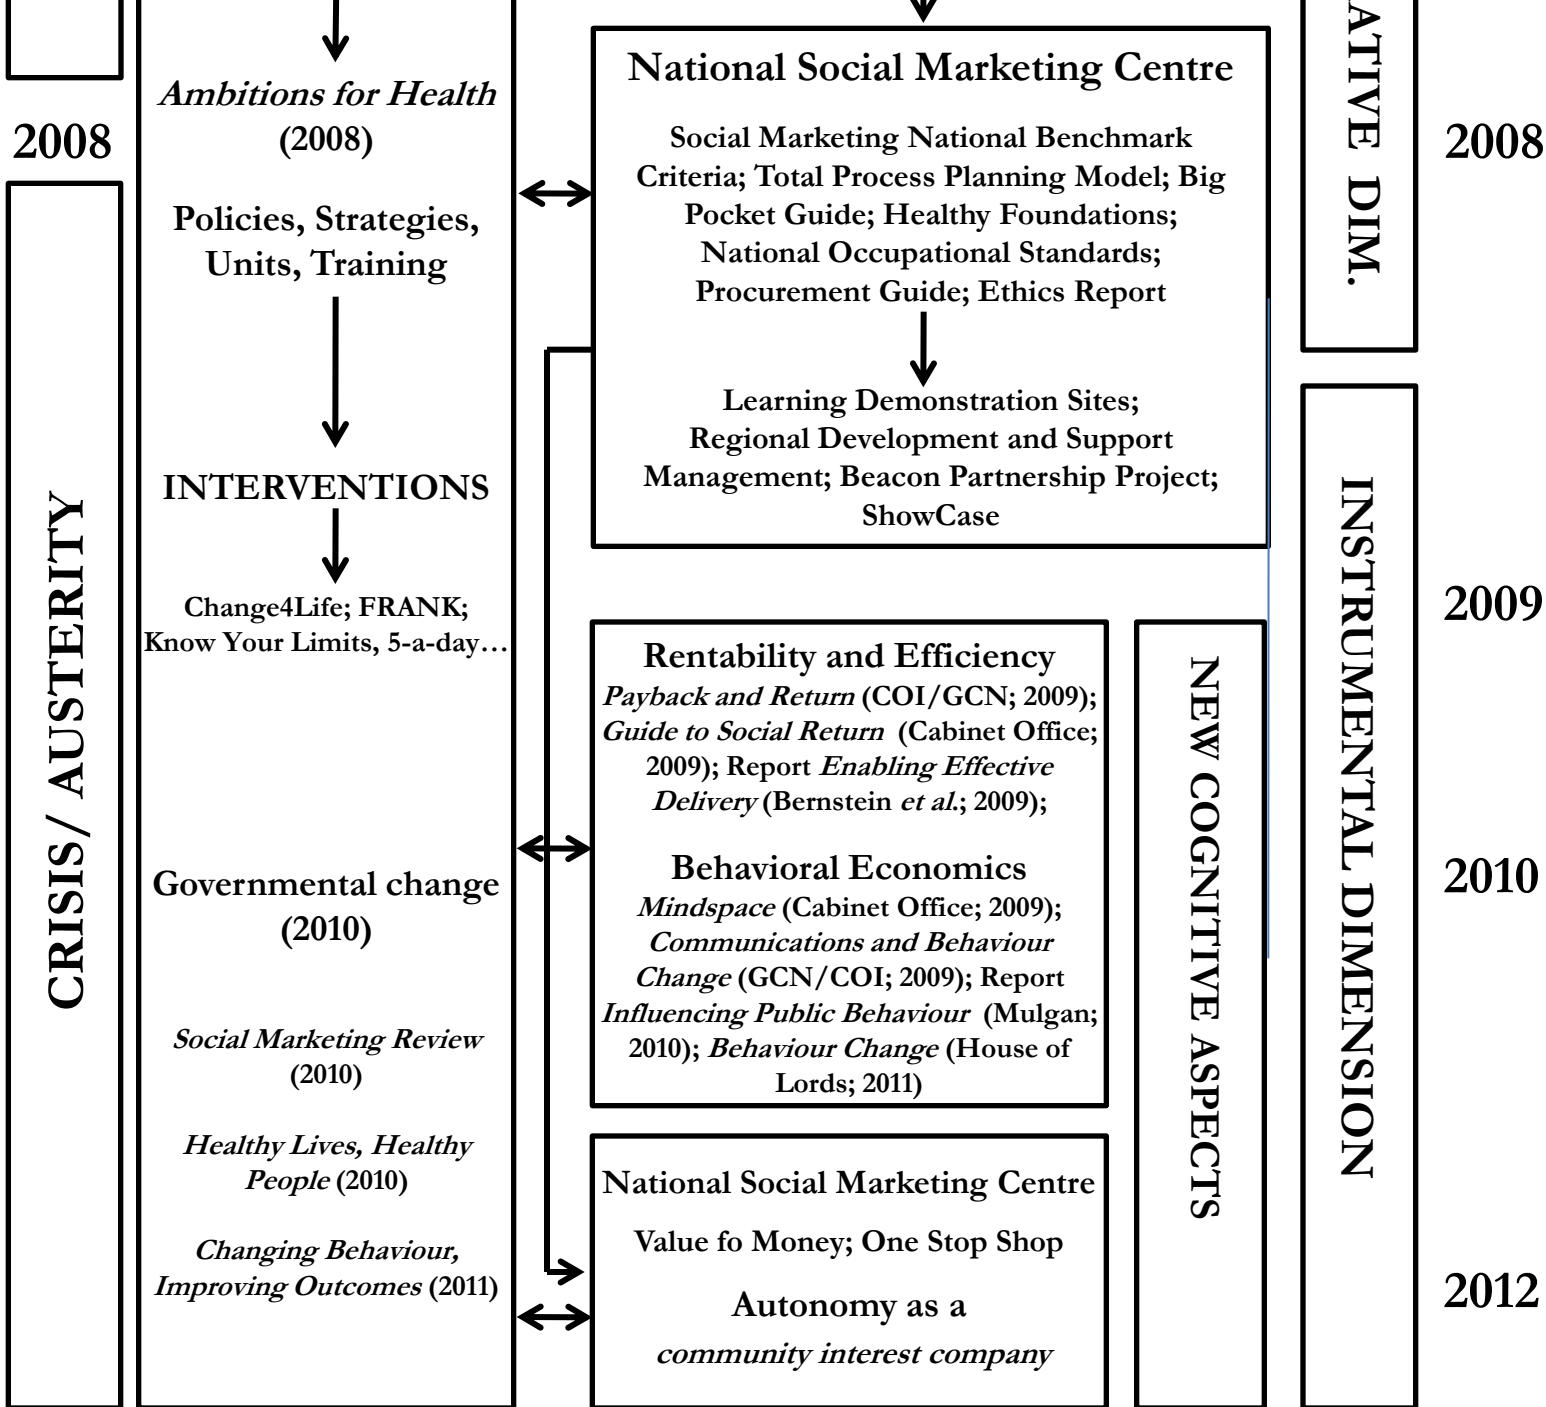 2008
CRISIS/ AUSTERITY
Ambitions for Health
(2008)
Policies, Strategies,
Units, Training
INTERVENTIONS
Change4Life; FRANK;
Know Your Limits, 5-a-day…
Governmental change
(2010)
Social Marketing Review
(2010)
Healthy Lives, Healthy
People (2010)
Changing Behaviour,
Improving Outcomes (2011)
National Social Marketing Centre
Social Marketing National Benchmark
Criteria; Total Process Planning Model; Big
Pocket Guide; Healthy Foundations;
National Occupational Standards;
Procurement Guide; Ethics Report
Learning Demonstration Sites;
Regional Development and Support
Management; Beacon Partnership Project;
ShowCase
Rentability and Efficiency
Payback and Return (COI/GCN; 2009);
Guide to Social Return (Cabinet Office;
2009); Report Enabling Effective
Delivery (Bernstein et al.; 2009);
Behavioral Economics
Mindspace (Cabinet Office; 2009);
Communications and Behaviour
Change (GCN/COI; 2009); Report
Influencing Public Behaviour (Mulgan;
2010); Behaviour Change (House of
Lords; 2011)
National Social Marketing Centre
Value fo Money; One Stop Shop
Autonomy as a
community interest company
NEW COGNITIVE ASPECTS
ATIVE DIM.
INSTRUMENTAL DIMENSION
2008
2009
2010
2012